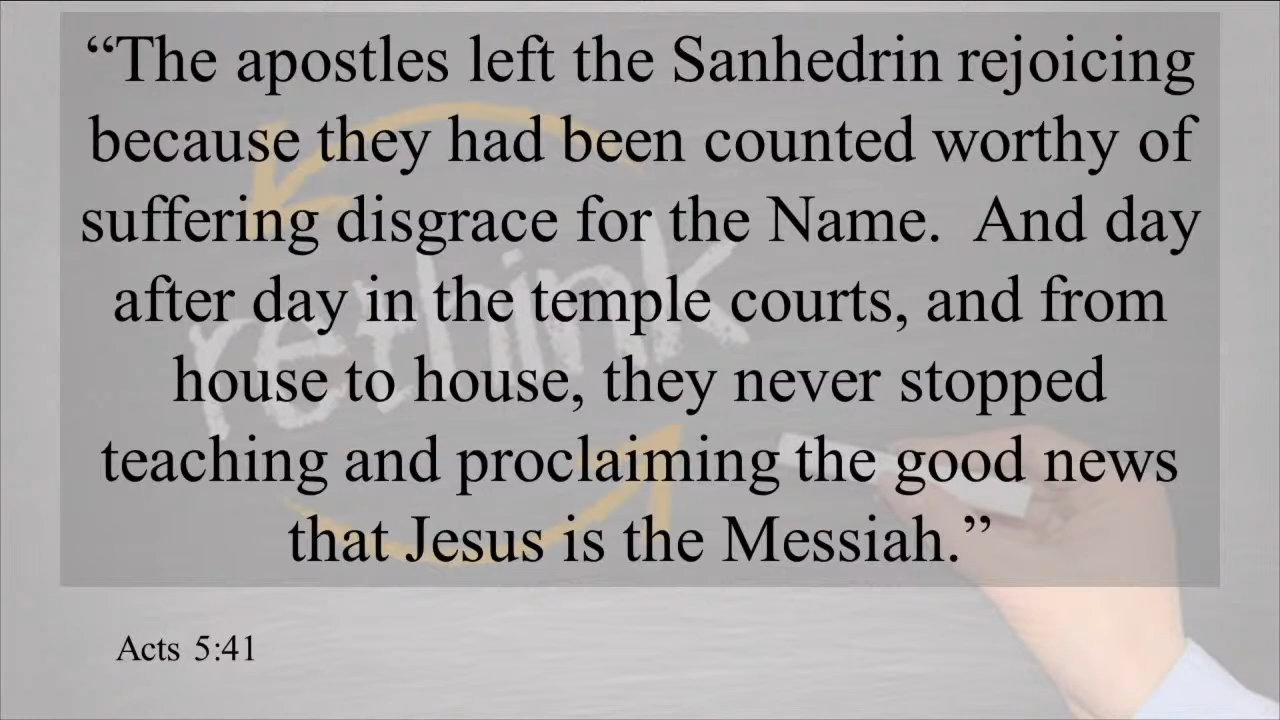 “The apostles left the Sanhedrin rejoicing
because they had been counted worthy of
suffering disgrace for the Name.  And day
after day in the temple courts, and from
house to house, they never stopped
teaching and proclaiming the good news
that Jesus is the Messiah.”
rethink
Acts 5:41